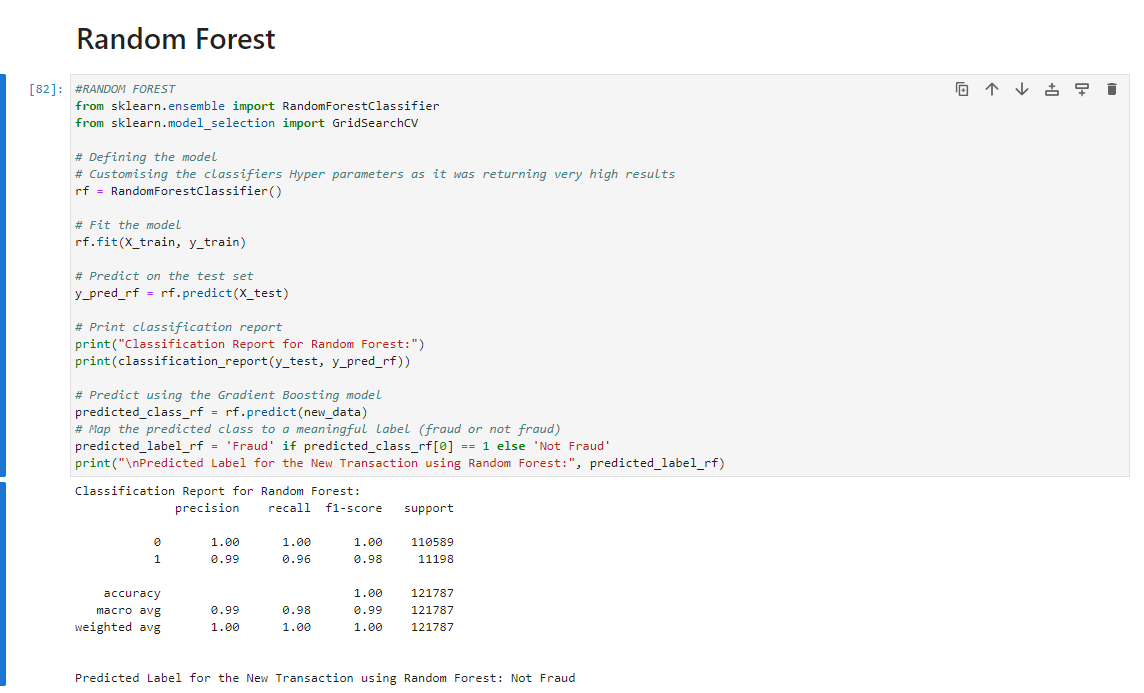 Random Forest
[82]:
#RANDOM FOREST
from sklearn.ensemble import RandomForestClassifier
from sklearn.model_selection import GridSearchCV
# Defining the model
# Customising the classifiers Hyper parameters as it was returning very high results
rf = RandomForestClassifier()
# Fit the model
rf.fit(X_train, y_train)
# Predict on the test set
y_pred_rf = rf.predict(X_test)
# Print classification report
print("Classification Report for Random Forest:")
print(classification_report(y_test, y_pred_rf))
# Predict using the Gradient Boosting model
predicted_class_rf = rf.predict(new_data)
# Map the predicted class to a meaningful label (fraud or not fraud)
predicted_label_rf = 'Fraud' if predicted_class_rf[0] == 1 else 'Not Fraud'
print("\nPredicted Label for the New Transaction using Random Forest:", predicted_label_rf)
Classification Report for Random Forest:
precision recall f1-score support
0 1.00 1.00 1.00 110589
1 0.99 0.96 0.98 11198
accuracy 1.00 121787
macro avg 0.99 0.98 0.99 121787
weighted avg 1.00 1.00 1.00 121787
Predicted Label for the New Transaction using Random Forest: Not Fraud